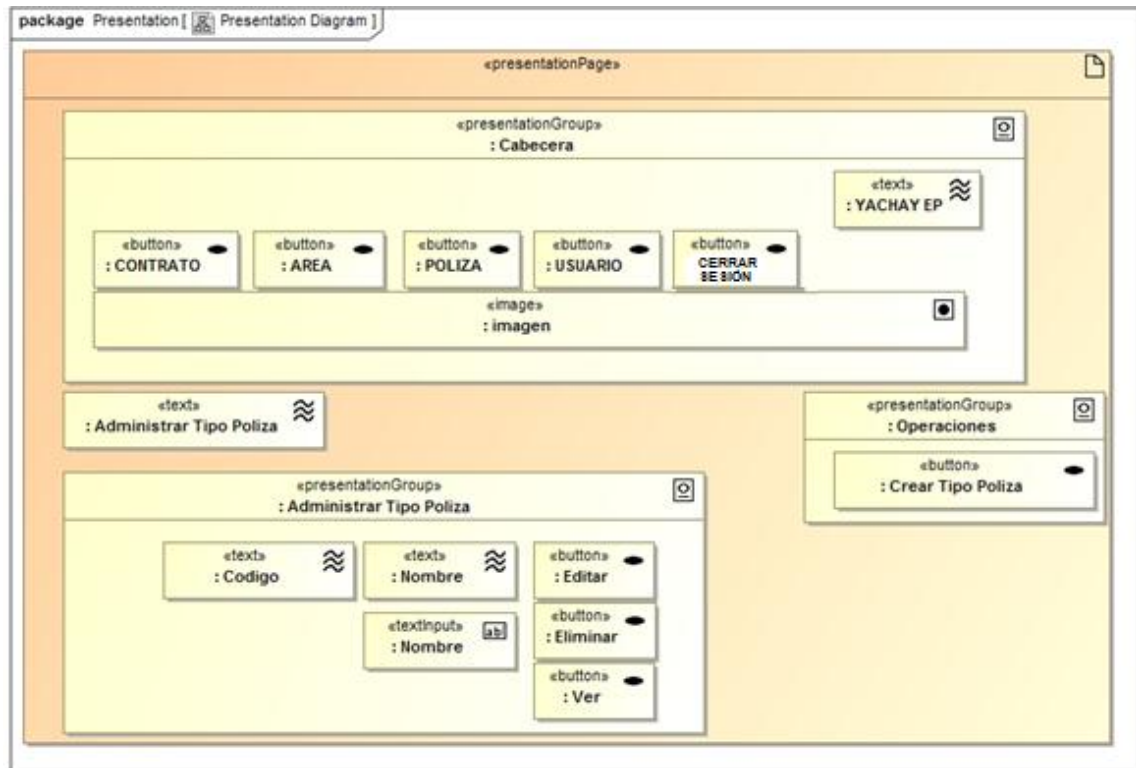 package Presentation [ Presentation Diagram ]
«presentationPage»
«presentationGroup»
: Cabecera
«text»
: YACHAY EP
«button»
: CONTRATO
«button»
: AREA
«button»
: POLIZA
«button»
: USUARIO
«button»
CERRAR
SESIÓN
«image»
: imagen
«text»
: Administrar Tipo Poliza
«presentationGroup»
: Operaciones
«button»
: Crear Tipo Poliza
«presentationGroup»
: Administrar Tipo Poliza
«text»
: Codigo
«text»
: Nombre
«button»
: Editar
«textInput»
: Nombre
ab
«button»
: Eliminar
«button»
: Ver